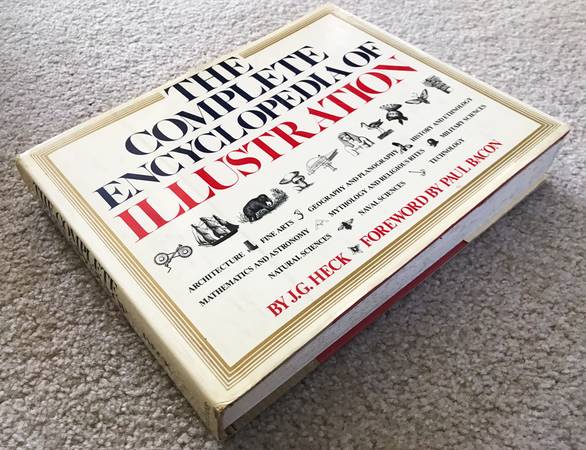 THE
COMPLETE
ENCYCLOPEDIA OF
ILLUSTRATION
ARCHITECTURE FINE ARTS GEOGRAPHY AND PLANOGRAPHY HISTORY AND ETHNOLOGY
MATHEMATICS AND ASTRONOMY MYTHOLOGY AND RELIGIOUS RITES MILITARY SCIENCES
NATURAL SCIENCES NAVAL SCIENCES TECHNOLOGY
BY J.G. HECK FOREWORD BY PAUL BACON
THE COMPLETE